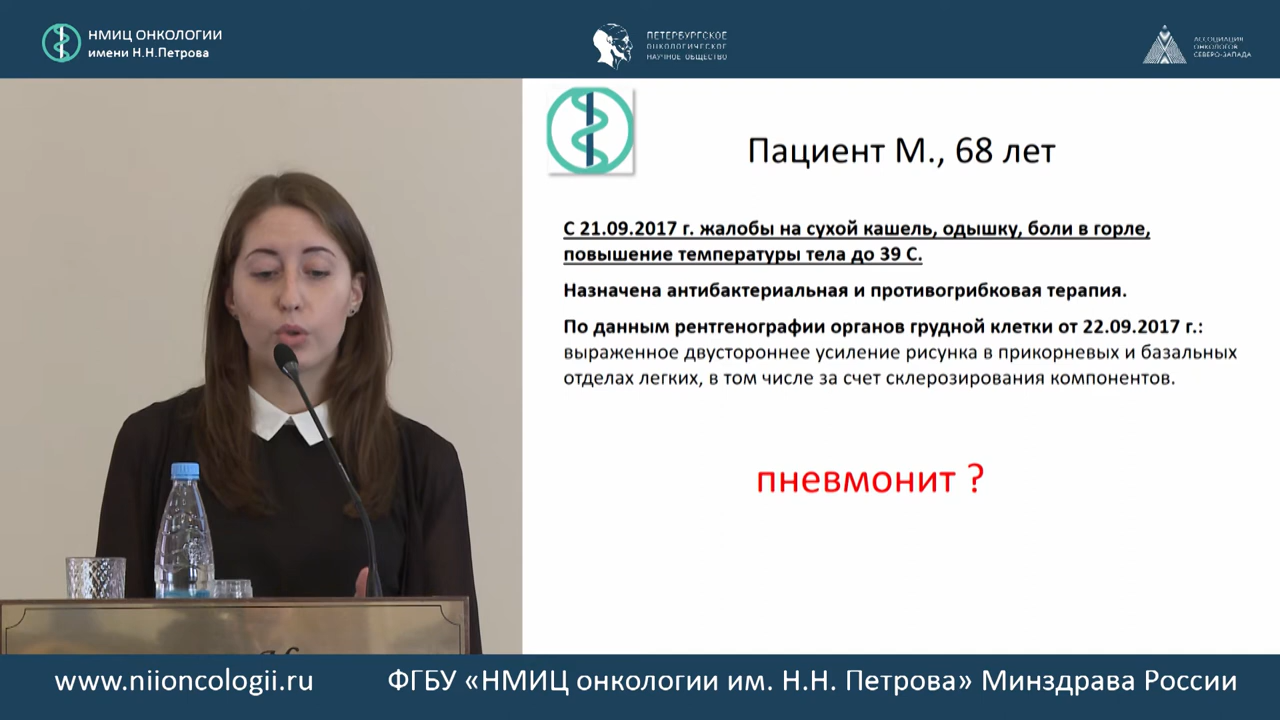 НМИЦ ОНКОЛОГИИ
имени Н.Н.Петрова
ПЕТЕРБУРГСКОЕ
ОНКОЛОГИЧЕСКОЕ
НАУЧНОЕ ОБЩЕСТВО
АССОЦИАЦИЯ
ОНКОЛОГОВ
СЕВЕРО-ЗАПАДА
Пациент М., 68 лет
С 21.09.2017 г. жалобы на сухой кашель, одышку, боли в горле,
повышение температуры тела до 39 С.
Назначена антибактериальная и противогрибковая терапия.
По данным рентгенографии органов грудной клетки от 22.09.2017 г.:
выраженное двустороннее усиление рисунка в прикорневых и базальных
отделах легких, в том числе за счет склерозирования компонентов.
пневмонит ?
www.niioncologii.ru
ФГБУ «НМИЦ онкологии им. Н.Н. Петрова» Минздрава России